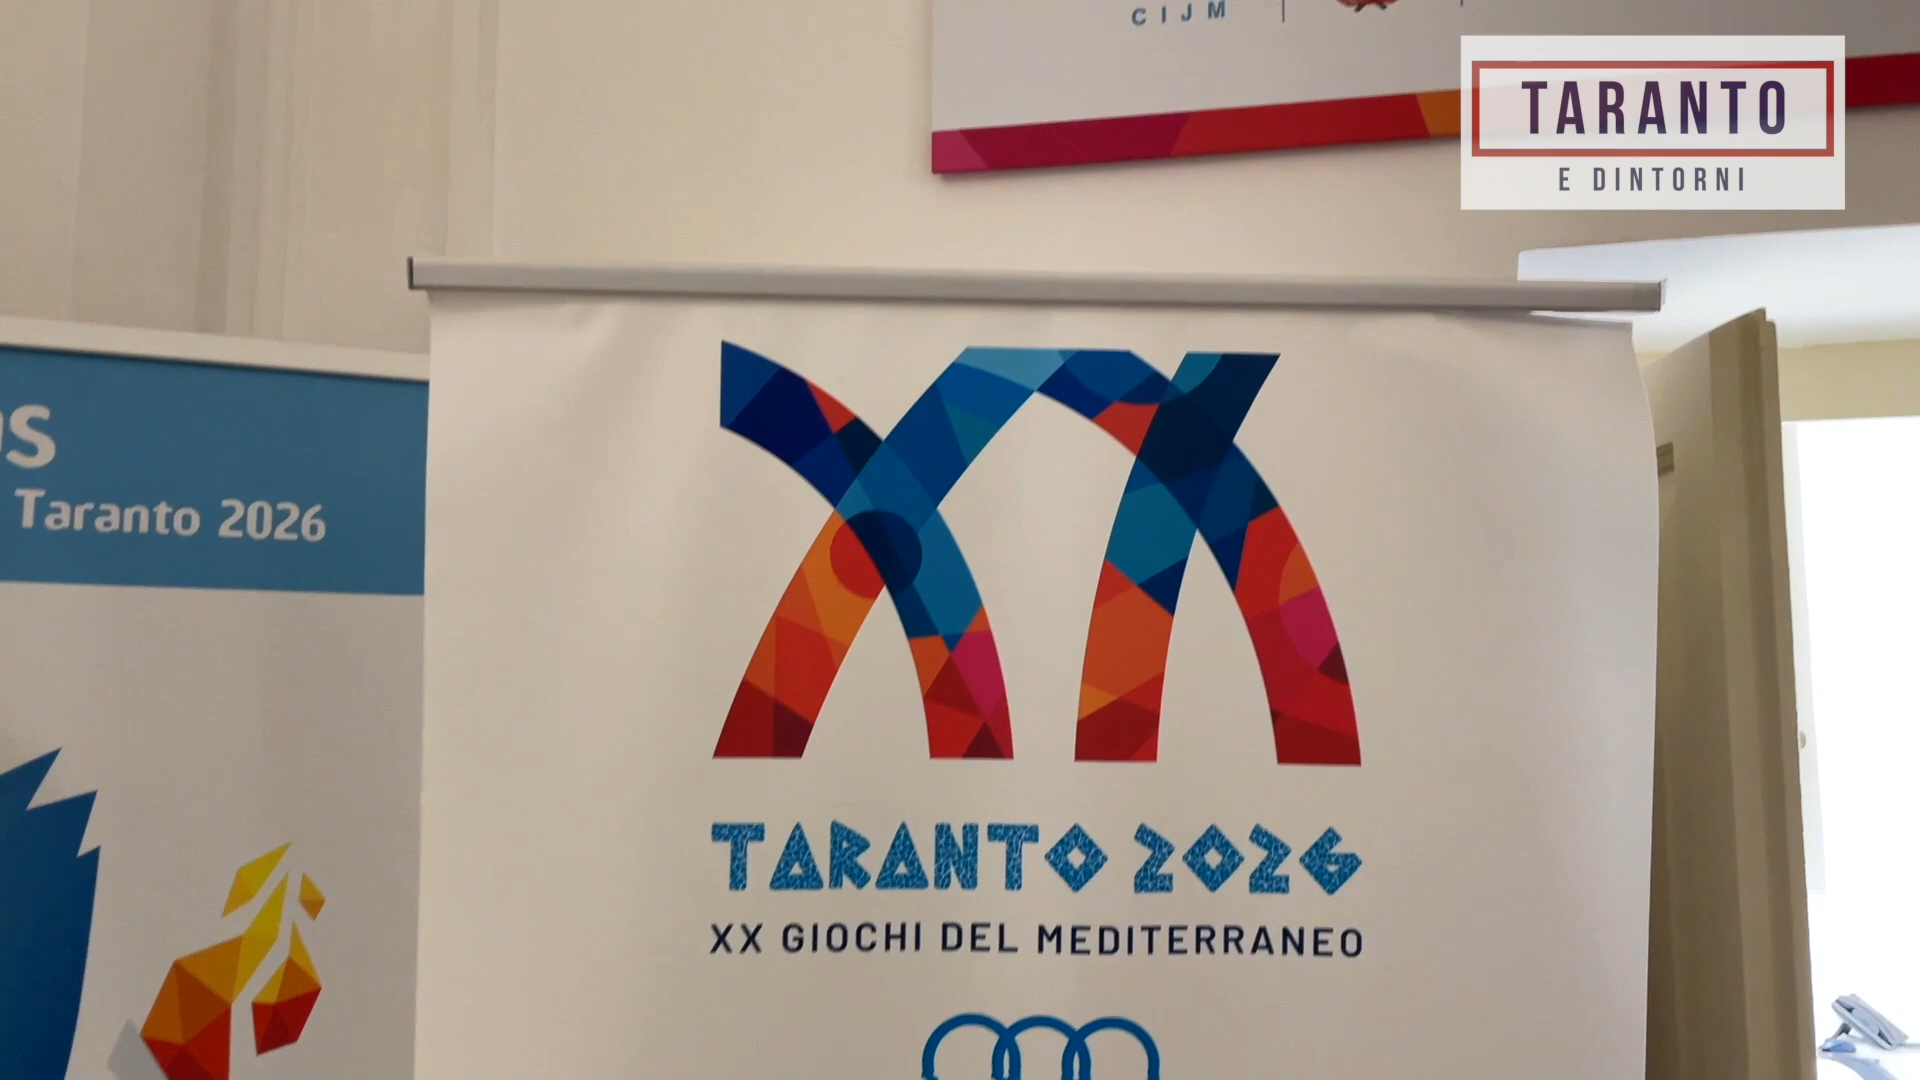 CIJM
TARANTO
E DINTORNI
Taranto 2026
XX
TARANTO 2026
XX GIOCHI DEL MEDITERRANEO